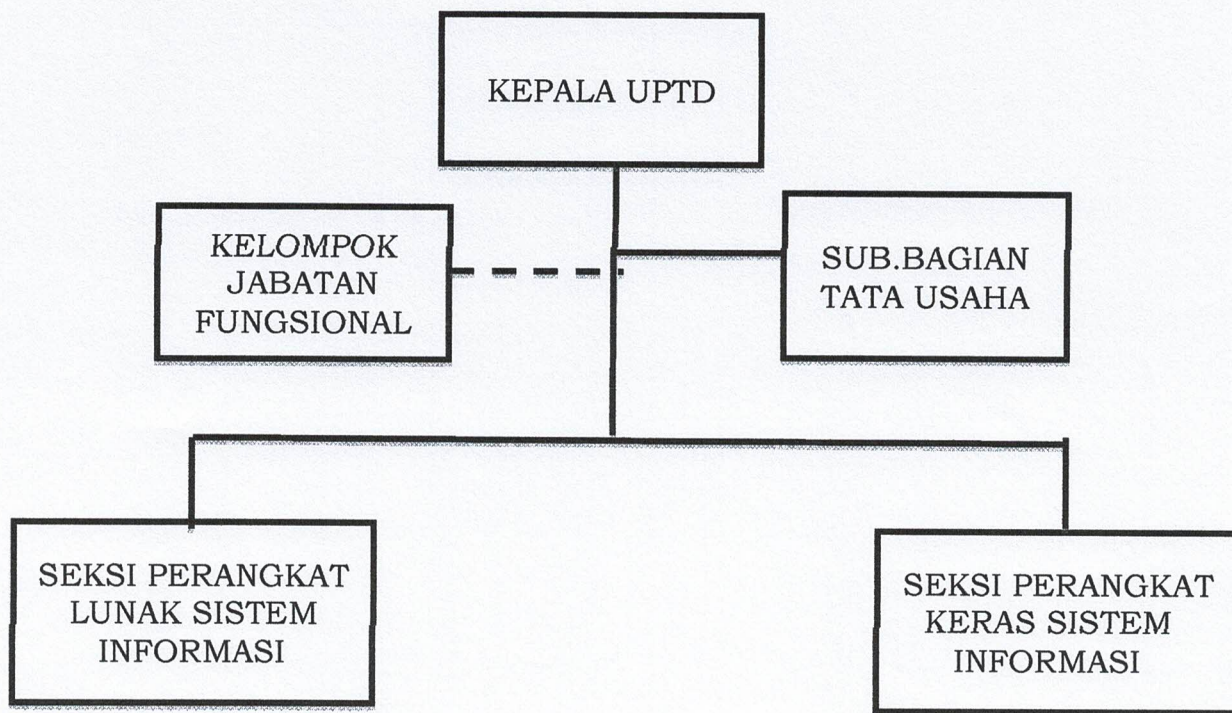 KEPALA UPTD
KELOMPOK
JABATAN
FUNGSIONAL
SUB.BAGIAN
TATA USAHA
SEKSI PERANGKAT
LUNAK SISTEM
INFORMASI
SEKSI PERANGKAT
KERAS SISTEM
INFORMASI